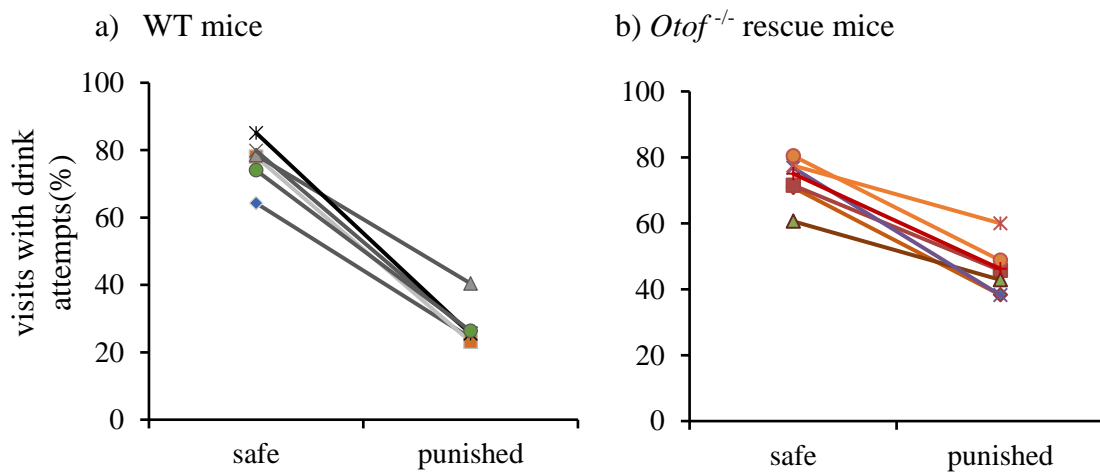 a) WT mice
visits with drink
attempts(%)
100
80
60
40
20
0
safe
punished
b) Otof -/- rescue mice
100
80
60
40
20
0
safe
punished